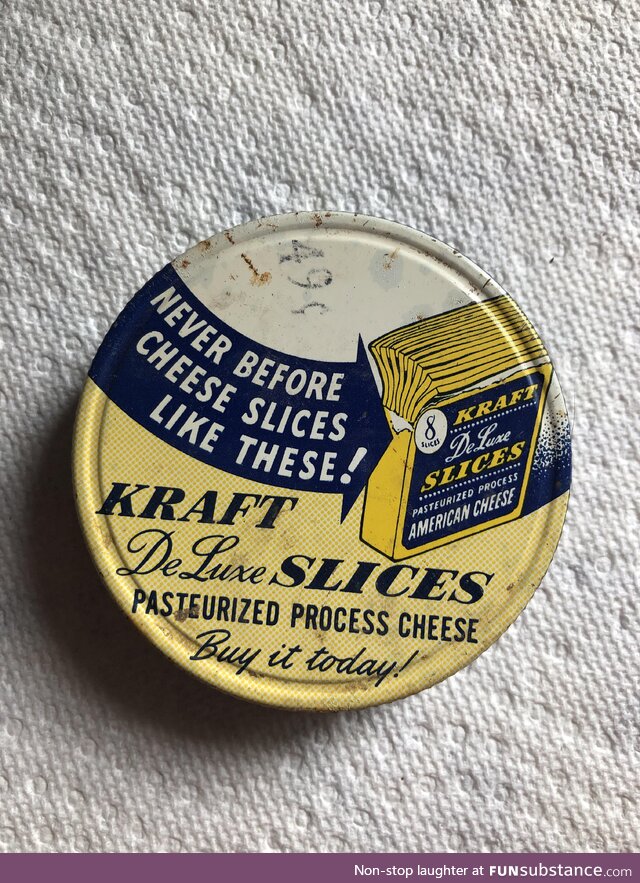 49¢
NEVER BEFORE
CHEESE SLICES
LIKE THESE!
8
SLICES
KRAFT
De Luxe
SLICES
PASTEURIZED PROCESS
AMERICAN CHEESE
KRAFT
De Luxe SLICES
PASTEURIZED PROCESS CHEESE
Buy it today!
Non-stop laughter at FUNsubstance.com